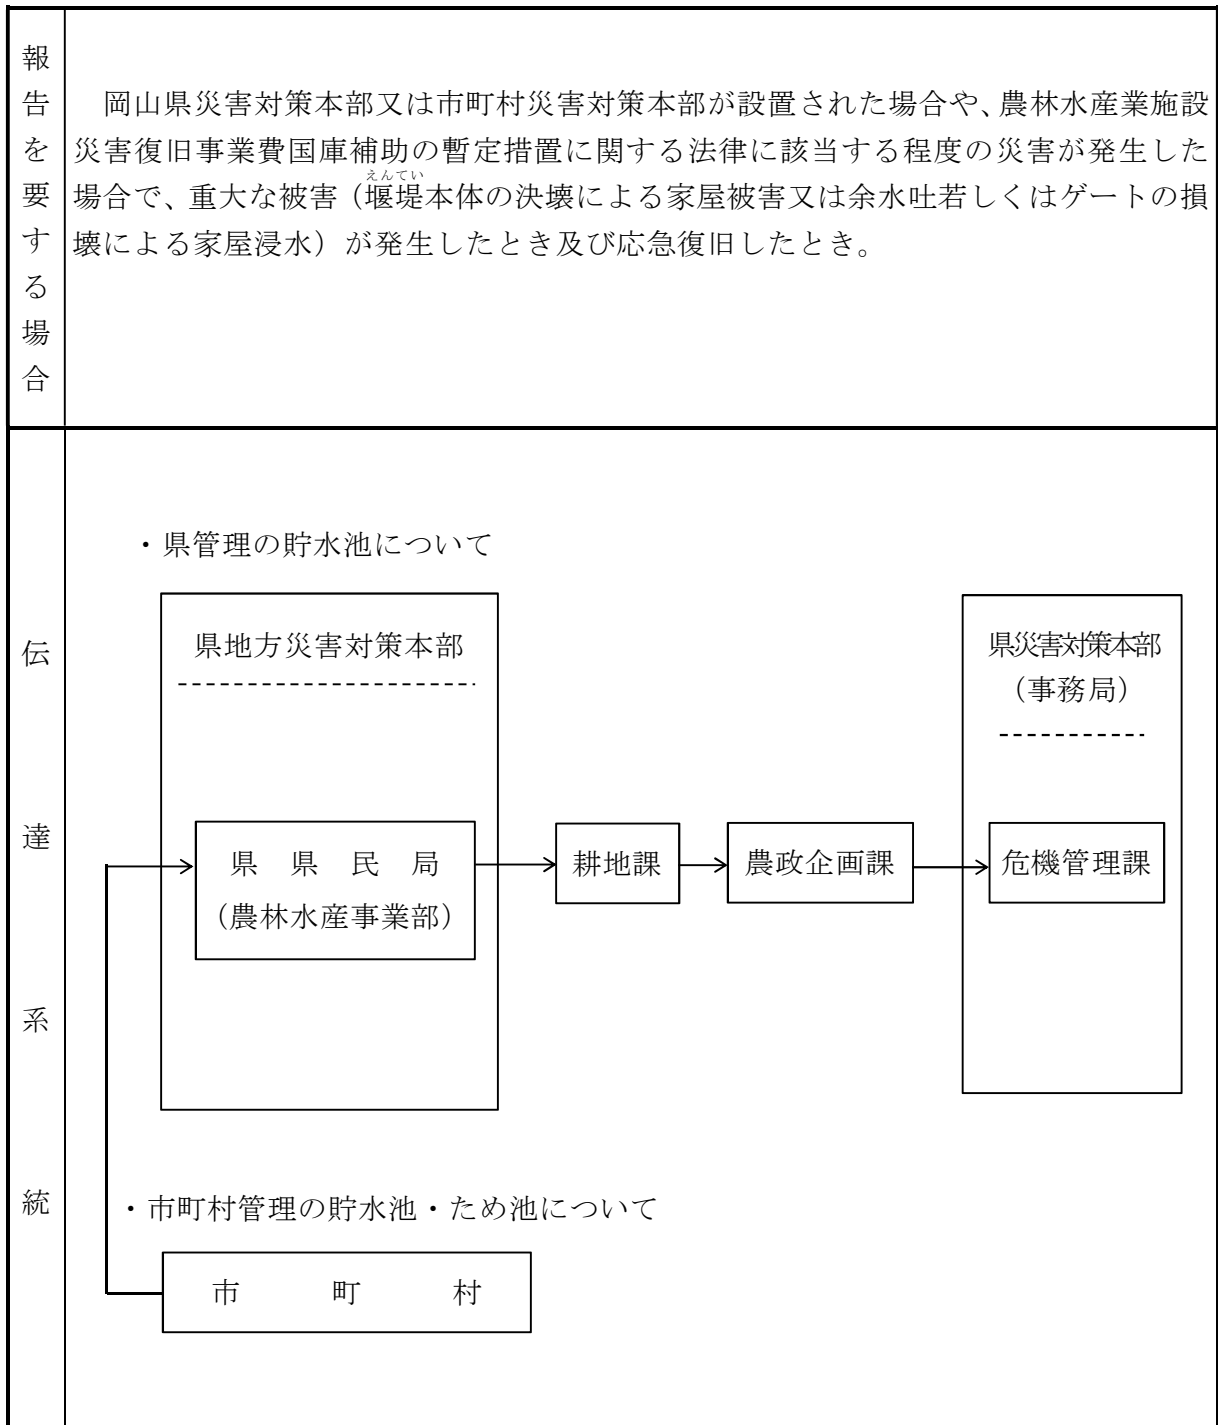 報告を要する場合
岡山県災害対策本部又は市町村災害対策本部が設置された場合や、農林水産業施設
災害復旧事業費国庫補助の暫定措置に関する法律に該当する程度の災害が発生した
えんてい
場合で、重大な被害（堰堤本体の決壊による家屋被害又は余水吐若しくはゲートの損
壊による家屋浸水）が発生したとき及び応急復旧したとき。
伝達系統
・県管理の貯水池について
県地方災害対策本部
県災害対策本部
（事務局）
県　県　民　局
（農林水産事業部）
耕地課
農政企画課
危機管理課
・市町村管理の貯水池・ため池について
市　町　村